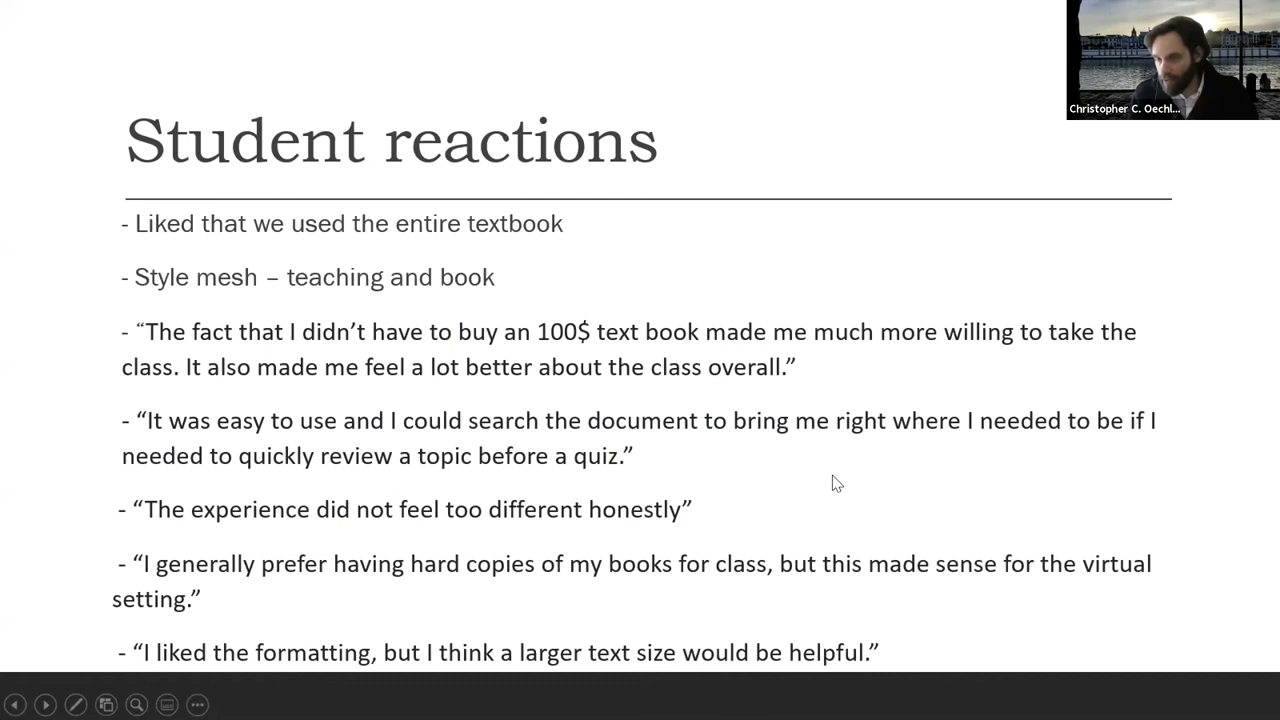 Christopher C. Oechl...
Student reactions
- Liked that we used the entire textbook
- Style mesh – teaching and book
- “The fact that I didn’t have to buy an 100$ text book made me much more willing to take the
class. It also made me feel a lot better about the class overall.”
- “It was easy to use and I could search the document to bring me right where I needed to be if I
needed to quickly review a topic before a quiz.”
- “The experience did not feel too different honestly”
- “I generally prefer having hard copies of my books for class, but this made sense for the virtual
setting.”
- “I liked the formatting, but I think a larger text size would be helpful.”